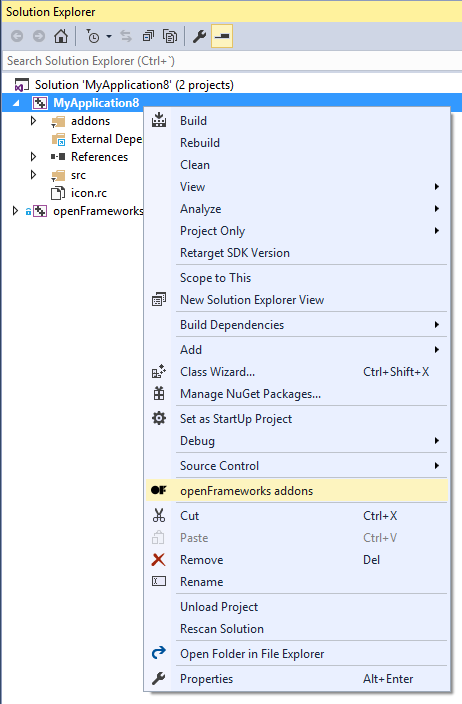 Solution Explorer
Search Solution Explorer (Ctrl+`)
Solution 'MyApplication8' (2 projects)
MyApplication8
addons
External Depe
References
src
icon.rc
openFrameworks
Build
Rebuild
Clean
View
Analyze
Project Only
Retarget SDK Version
Scope to This
New Solution Explorer View
Build Dependencies
Add
Class Wizard... Ctrl+Shift+X
Manage NuGet Packages...
Set as StartUp Project
Debug
Source Control
OF openFrameworks addons
Cut Ctrl+X
Paste Ctrl+V
Remove Del
Rename
Unload Project
Rescan Solution
Open Folder in File Explorer
Properties Alt+Enter